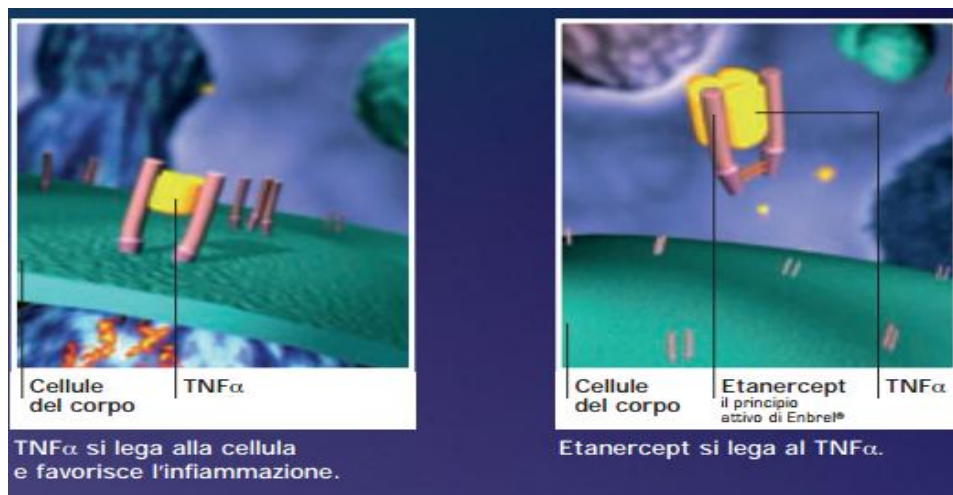 Cellule
del corpo
TNFα
TNFα si lega alla cellula
e favorisce l'infiammazione.
Cellule
del corpo
Etanercept
il principio
attivo di Enbrel®
TNFα
Etanercept si lega al TNFα.